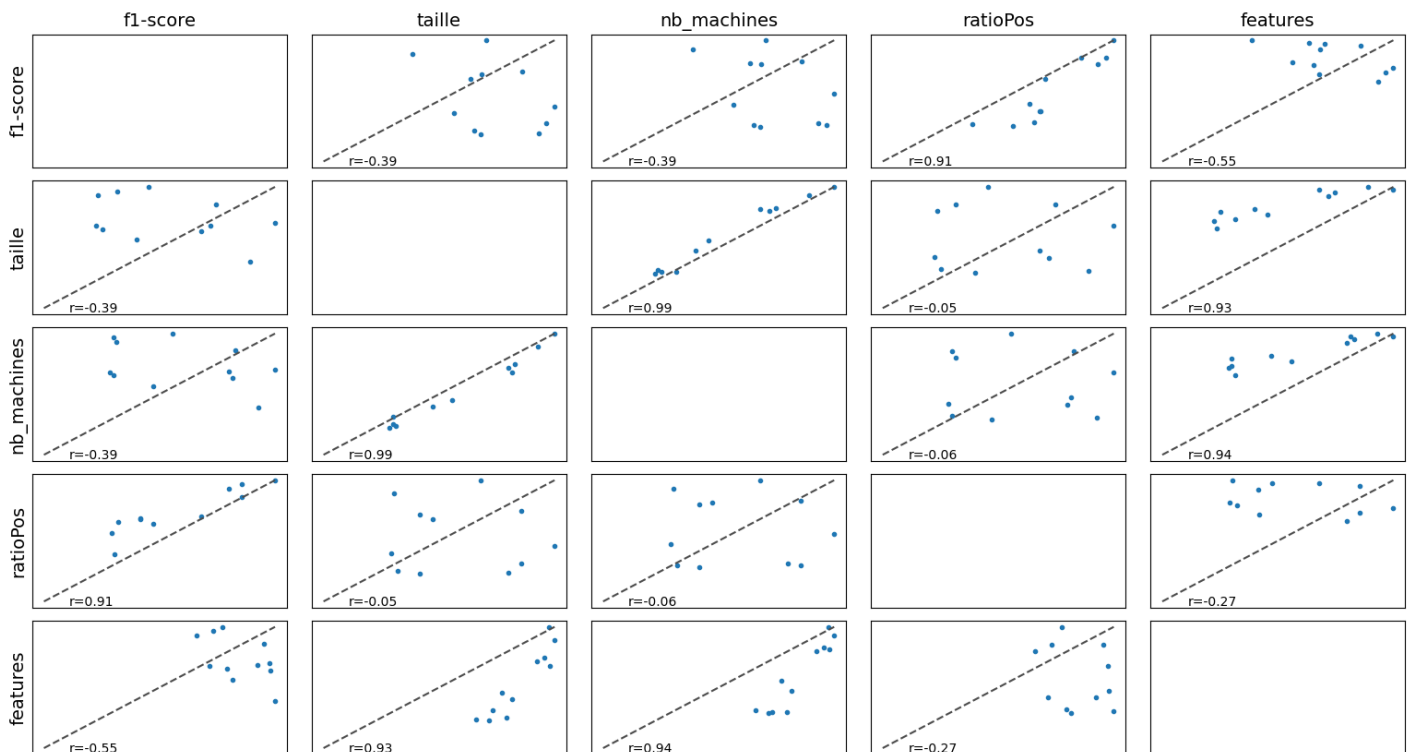 f1-score taille nb_machines ratioPos features
f1-score
r=-0.39 r=-0.39 r=0.91 r=-0.55
taille
r=-0.39 r=0.99 r=-0.05 r=0.93
nb_machines
r=-0.39 r=0.99 r=-0.06 r=0.94
ratioPos
r=0.91 r=-0.05 r=-0.06 r=-0.27
features
r=-0.55 r=0.93 r=0.94 r=-0.27